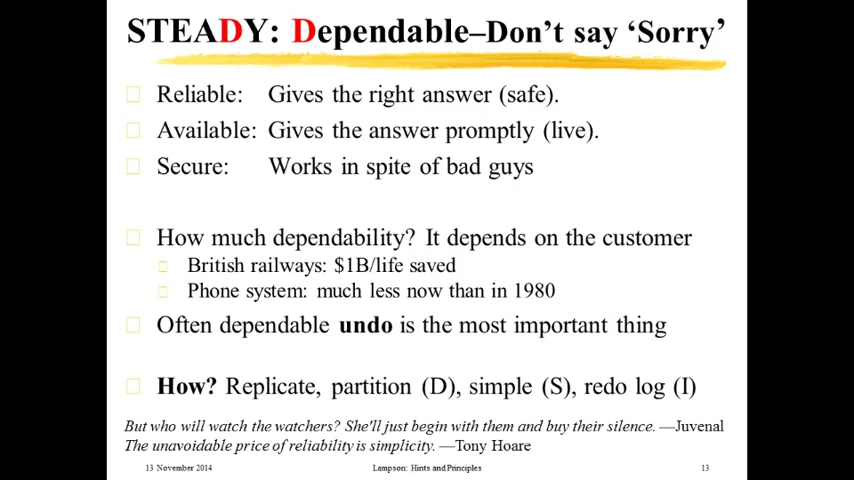 STEADY: Dependable–Don’t say ‘Sorry’
Reliable: Gives the right answer (safe).
Available: Gives the answer promptly (live).
Secure: Works in spite of bad guys
How much dependability? It depends on the customer
British railways: $1B/life saved
Phone system: much less now than in 1980
Often dependable undo is the most important thing
How? Replicate, partition (D), simple (S), redo log (I)
But who will watch the watchers? She'll just begin with them and buy their silence. —Juvenal
The unavoidable price of reliability is simplicity. —Tony Hoare
13 November 2014 Lampson: Hints and Principles 13